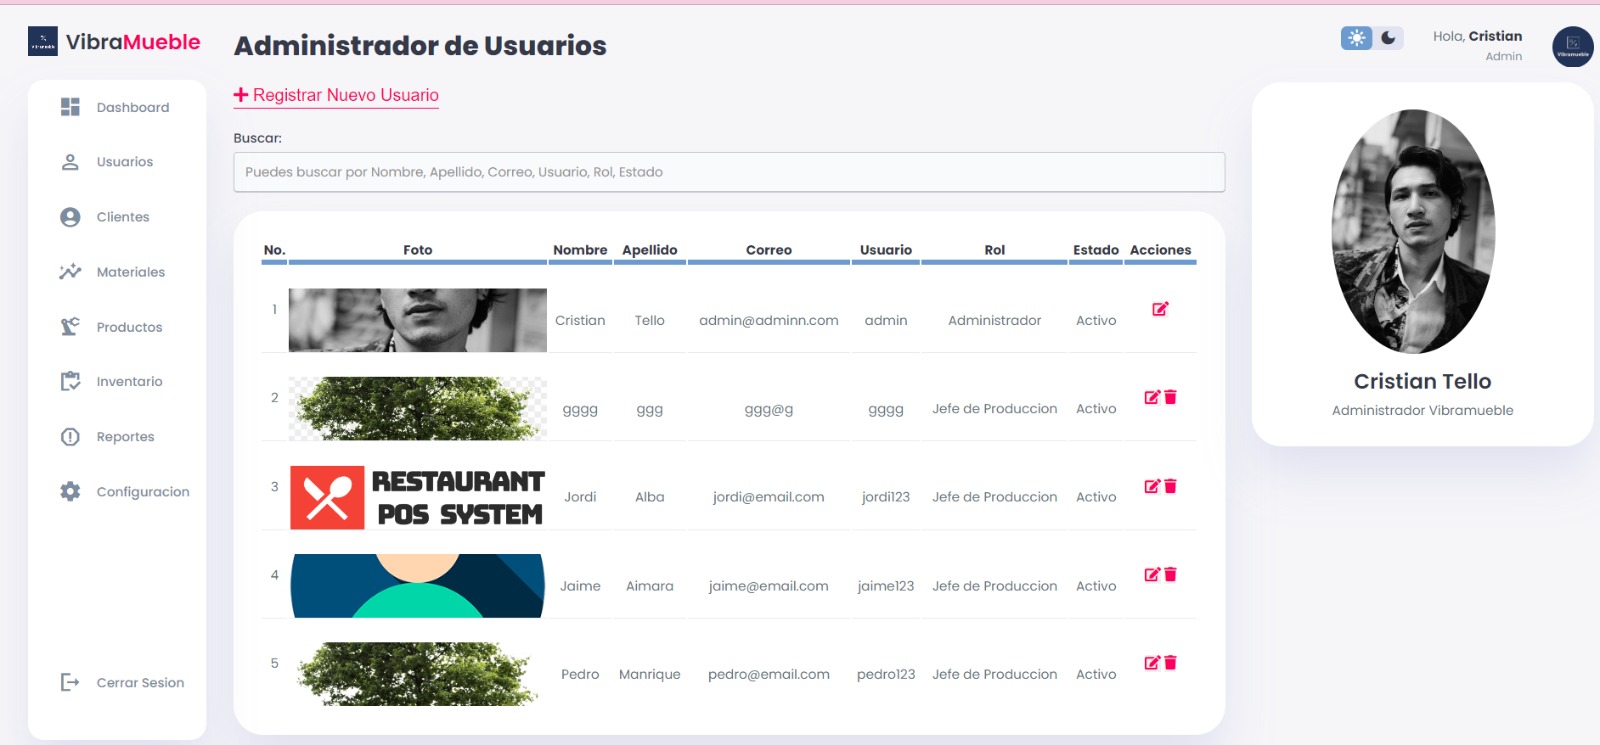 VibraMueble
Administrador de Usuarios
Hola, Cristian
Admin
Vibramueble
Dashboard
Usuarios
Clientes
Materiales
Productos
Inventario
Reportes
Configuracion
Cerrar Sesion
Registrar Nuevo Usuario
Buscar:
Puedes buscar por Nombre, Apellido, Correo, Usuario, Rol, Estado
No. Foto Nombre Apellido Correo Usuario Rol Estado Acciones
1 Cristian Tello admin@adminn.com admin Administrador Activo
2 gggg ggg ggg@g gggg Jefe de Produccion Activo
3 RESTAURANT POS SYSTEM Jordi Alba jordi@email.com jordi123 Jefe de Produccion Activo
4 Jaime Aimara jaime@email.com jaime123 Jefe de Produccion Activo
5 Pedro Manrique pedro@email.com pedro123 Jefe de Produccion Activo
Cristian Tello
Administrador Vibramueble